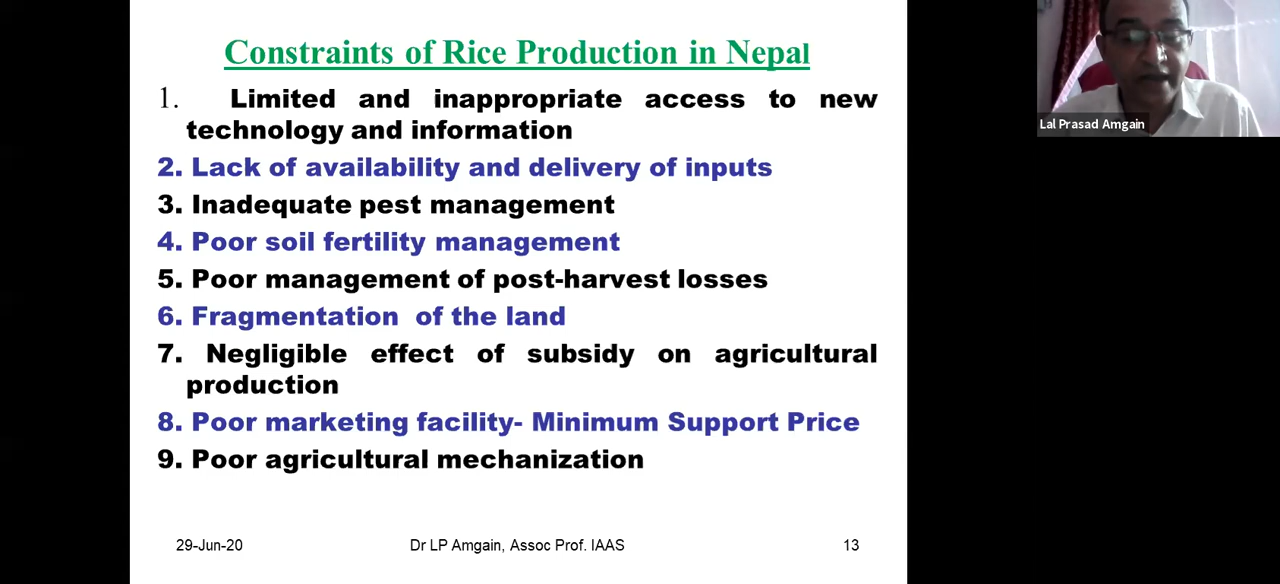 Constraints of Rice Production in Nepal
1. Limited and inappropriate access to new
technology and information
2. Lack of availability and delivery of inputs
3. Inadequate pest management
4. Poor soil fertility management
5. Poor management of post-harvest losses
6. Fragmentation of the land
7. Negligible effect of subsidy on agricultural
production
8. Poor marketing facility- Minimum Support Price
9. Poor agricultural mechanization
29-Jun-20 Dr LP Amgain, Assoc Prof. IAAS 13
Lal Prasad Amgain